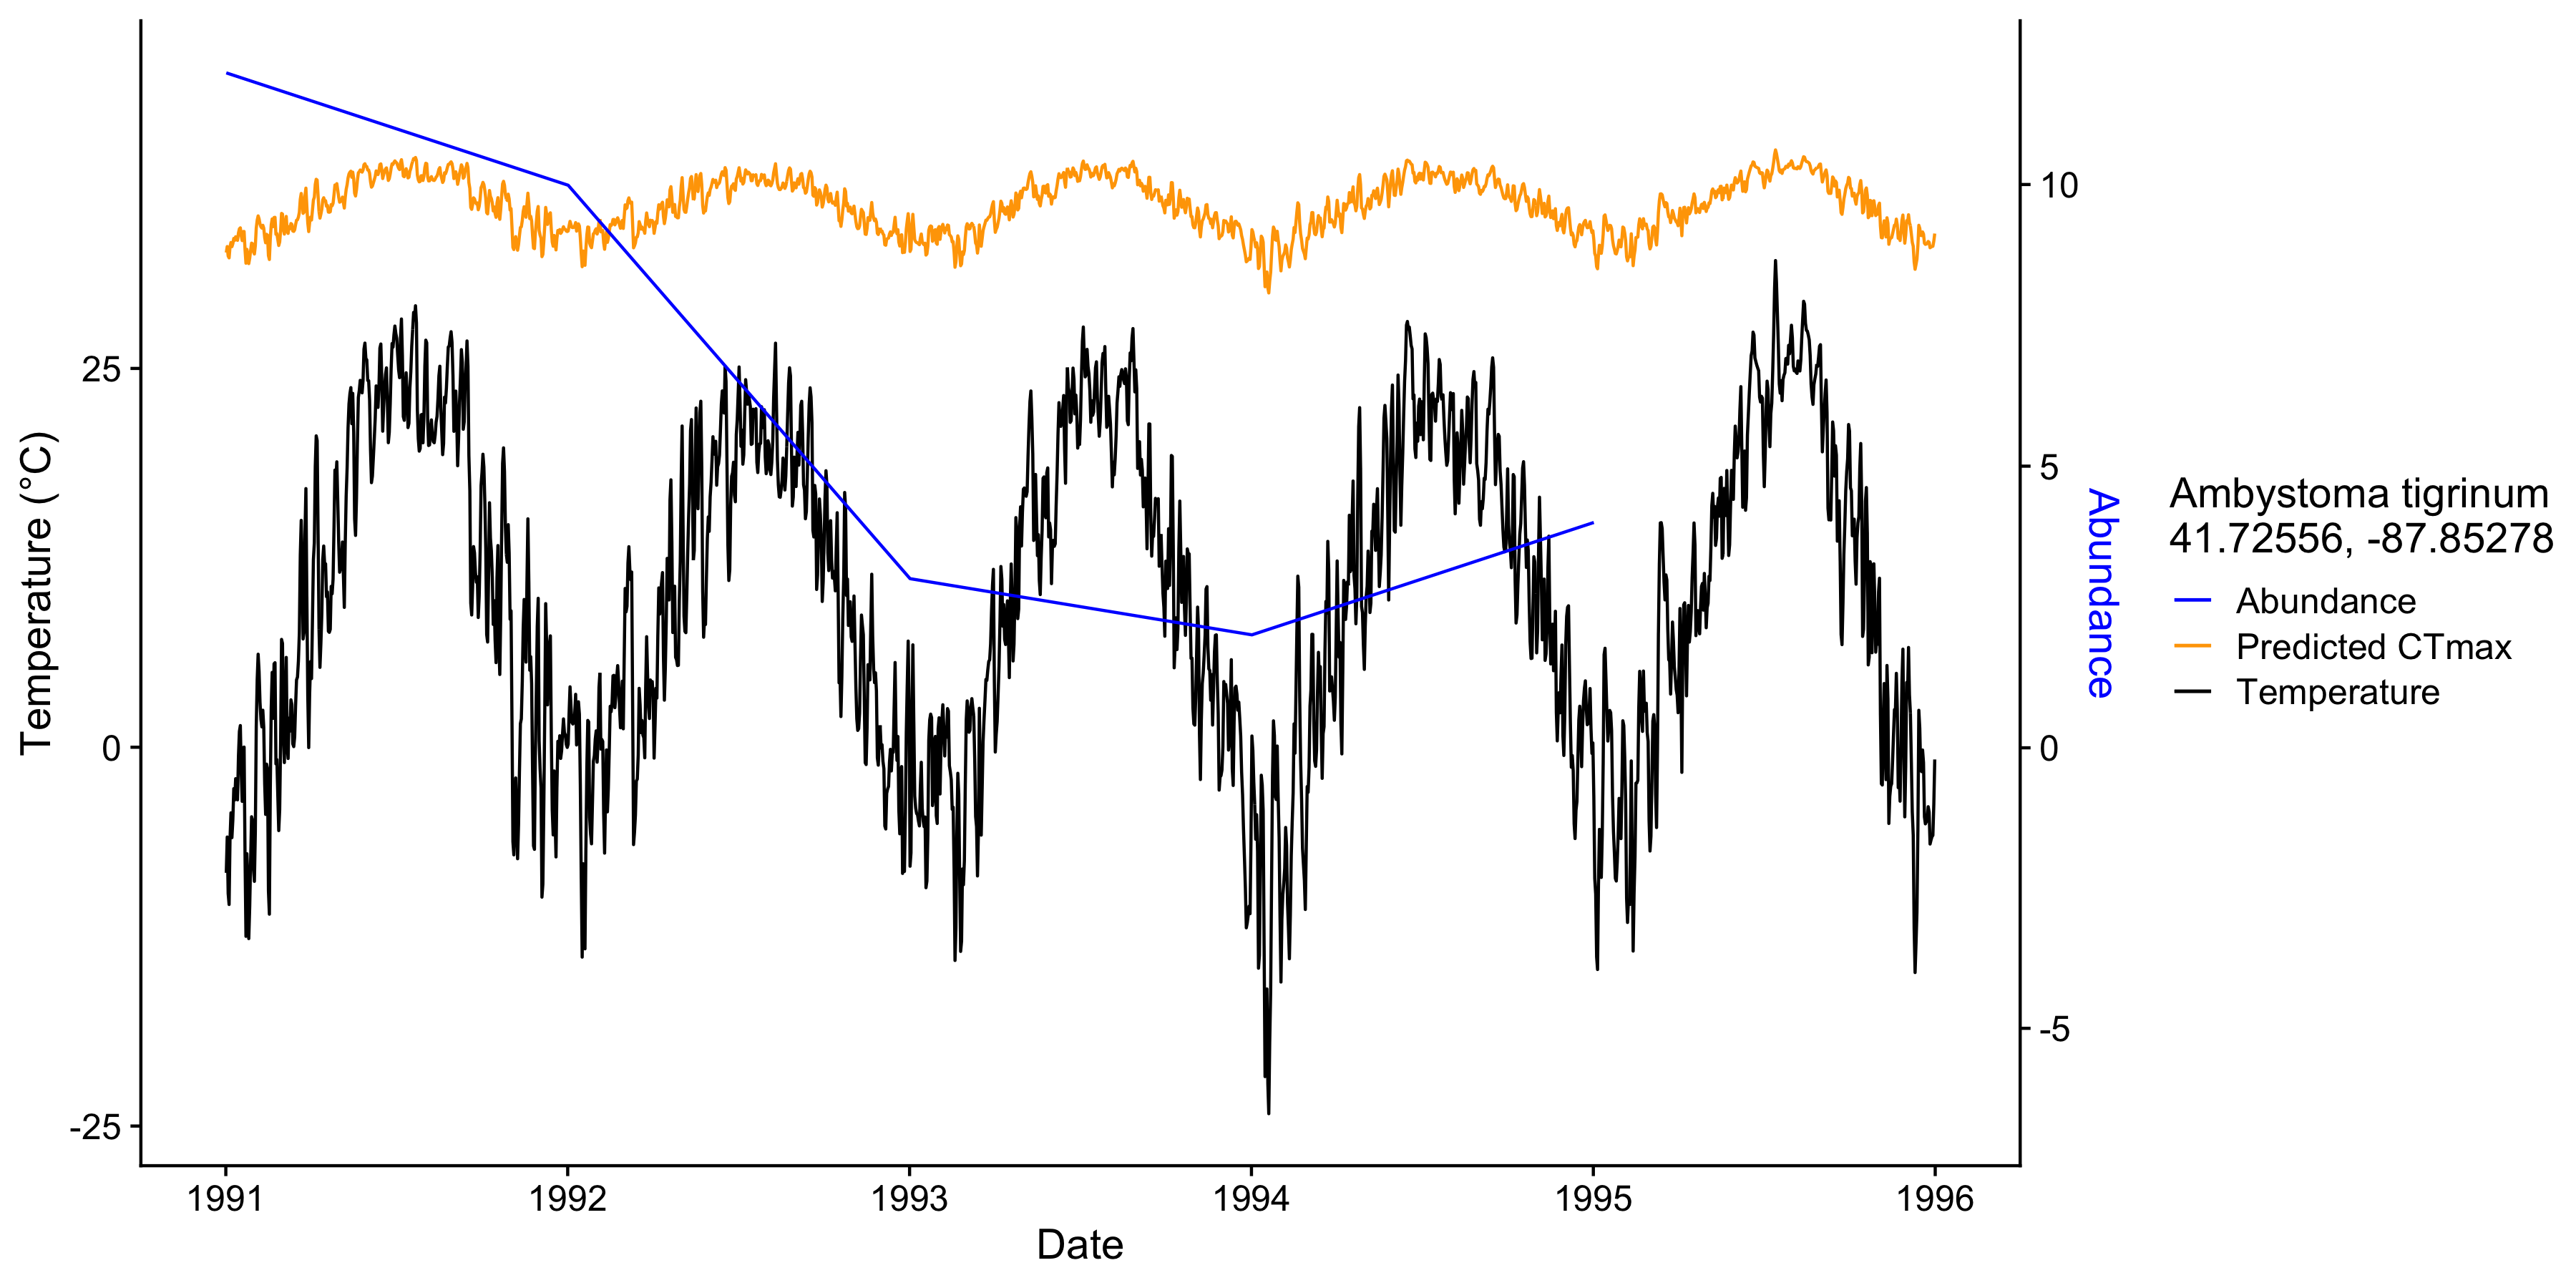 Temperature (°C)
25
0
-25
1991
1992
1993
1994
1995
1996
Date
10
5
0
-5
Abundance
Ambystoma tigrinum
41.72556, -87.85278
Abundance
Predicted CTmax
Temperature